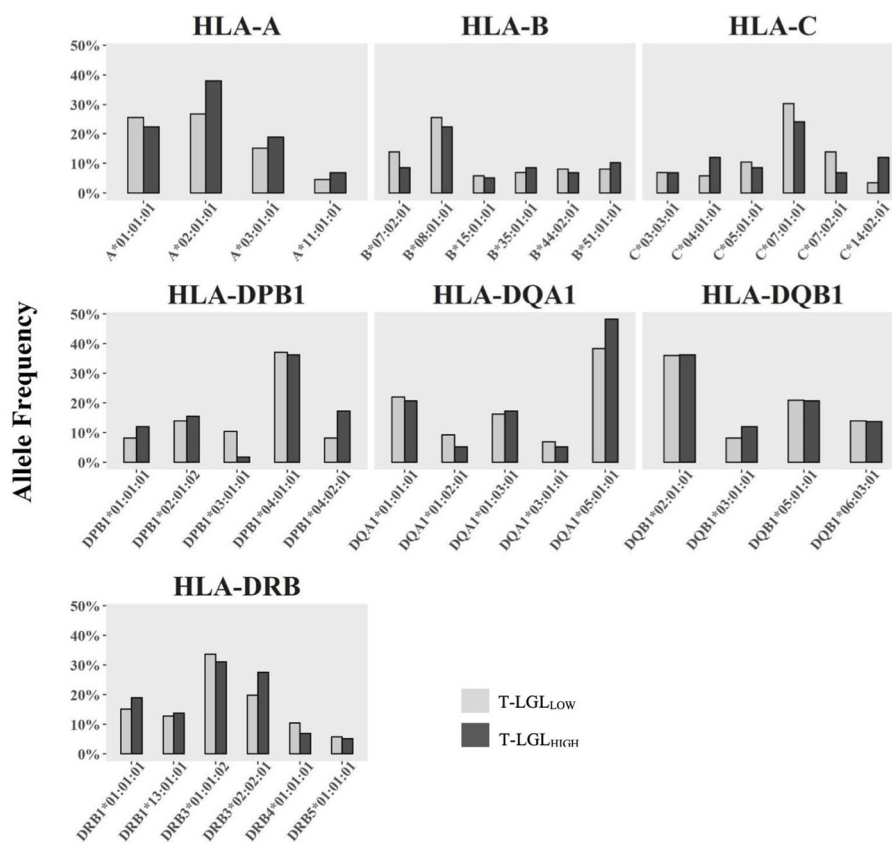 HLA-A HLA-B HLA-C
50%
40%
30%
20%
10%
0%
A*01:01:01
A*02:01:01
A*03:01:01
A*11:01:01
B*07:02:01
B*08:01:01
B*15:01:01
B*35:01:01
B*44:02:01
B*51:01:01
C*03:03:01
C*04:01:01
C*05:01:01
C*07:01:01
C*07:02:01
C*14:02:01
Allele Frequency
HLA-DPB1 HLA-DQA1 HLA-DQB1
50%
40%
30%
20%
10%
0%
DPB1*01:01:01
DPB1*02:01:02
DPB1*03:01:01
DPB1*04:01:01
DPB1*04:02:01
DQA1*01:01:01
DQA1*01:02:01
DQA1*01:03:01
DQA1*03:01:01
DQA1*05:01:01
DQB1*02:01:01
DQB1*03:01:01
DQB1*05:01:01
DQB1*06:03:01
HLA-DRB
50%
40%
30%
20%
10%
0%
DRB1*01:01:01
DRB1*13:01:01
DRB3*01:01:02
DRB3*02:02:01
DRB4*01:01:01
DRB5*01:01:01
T-LGLLOW
T-LGLHIGH